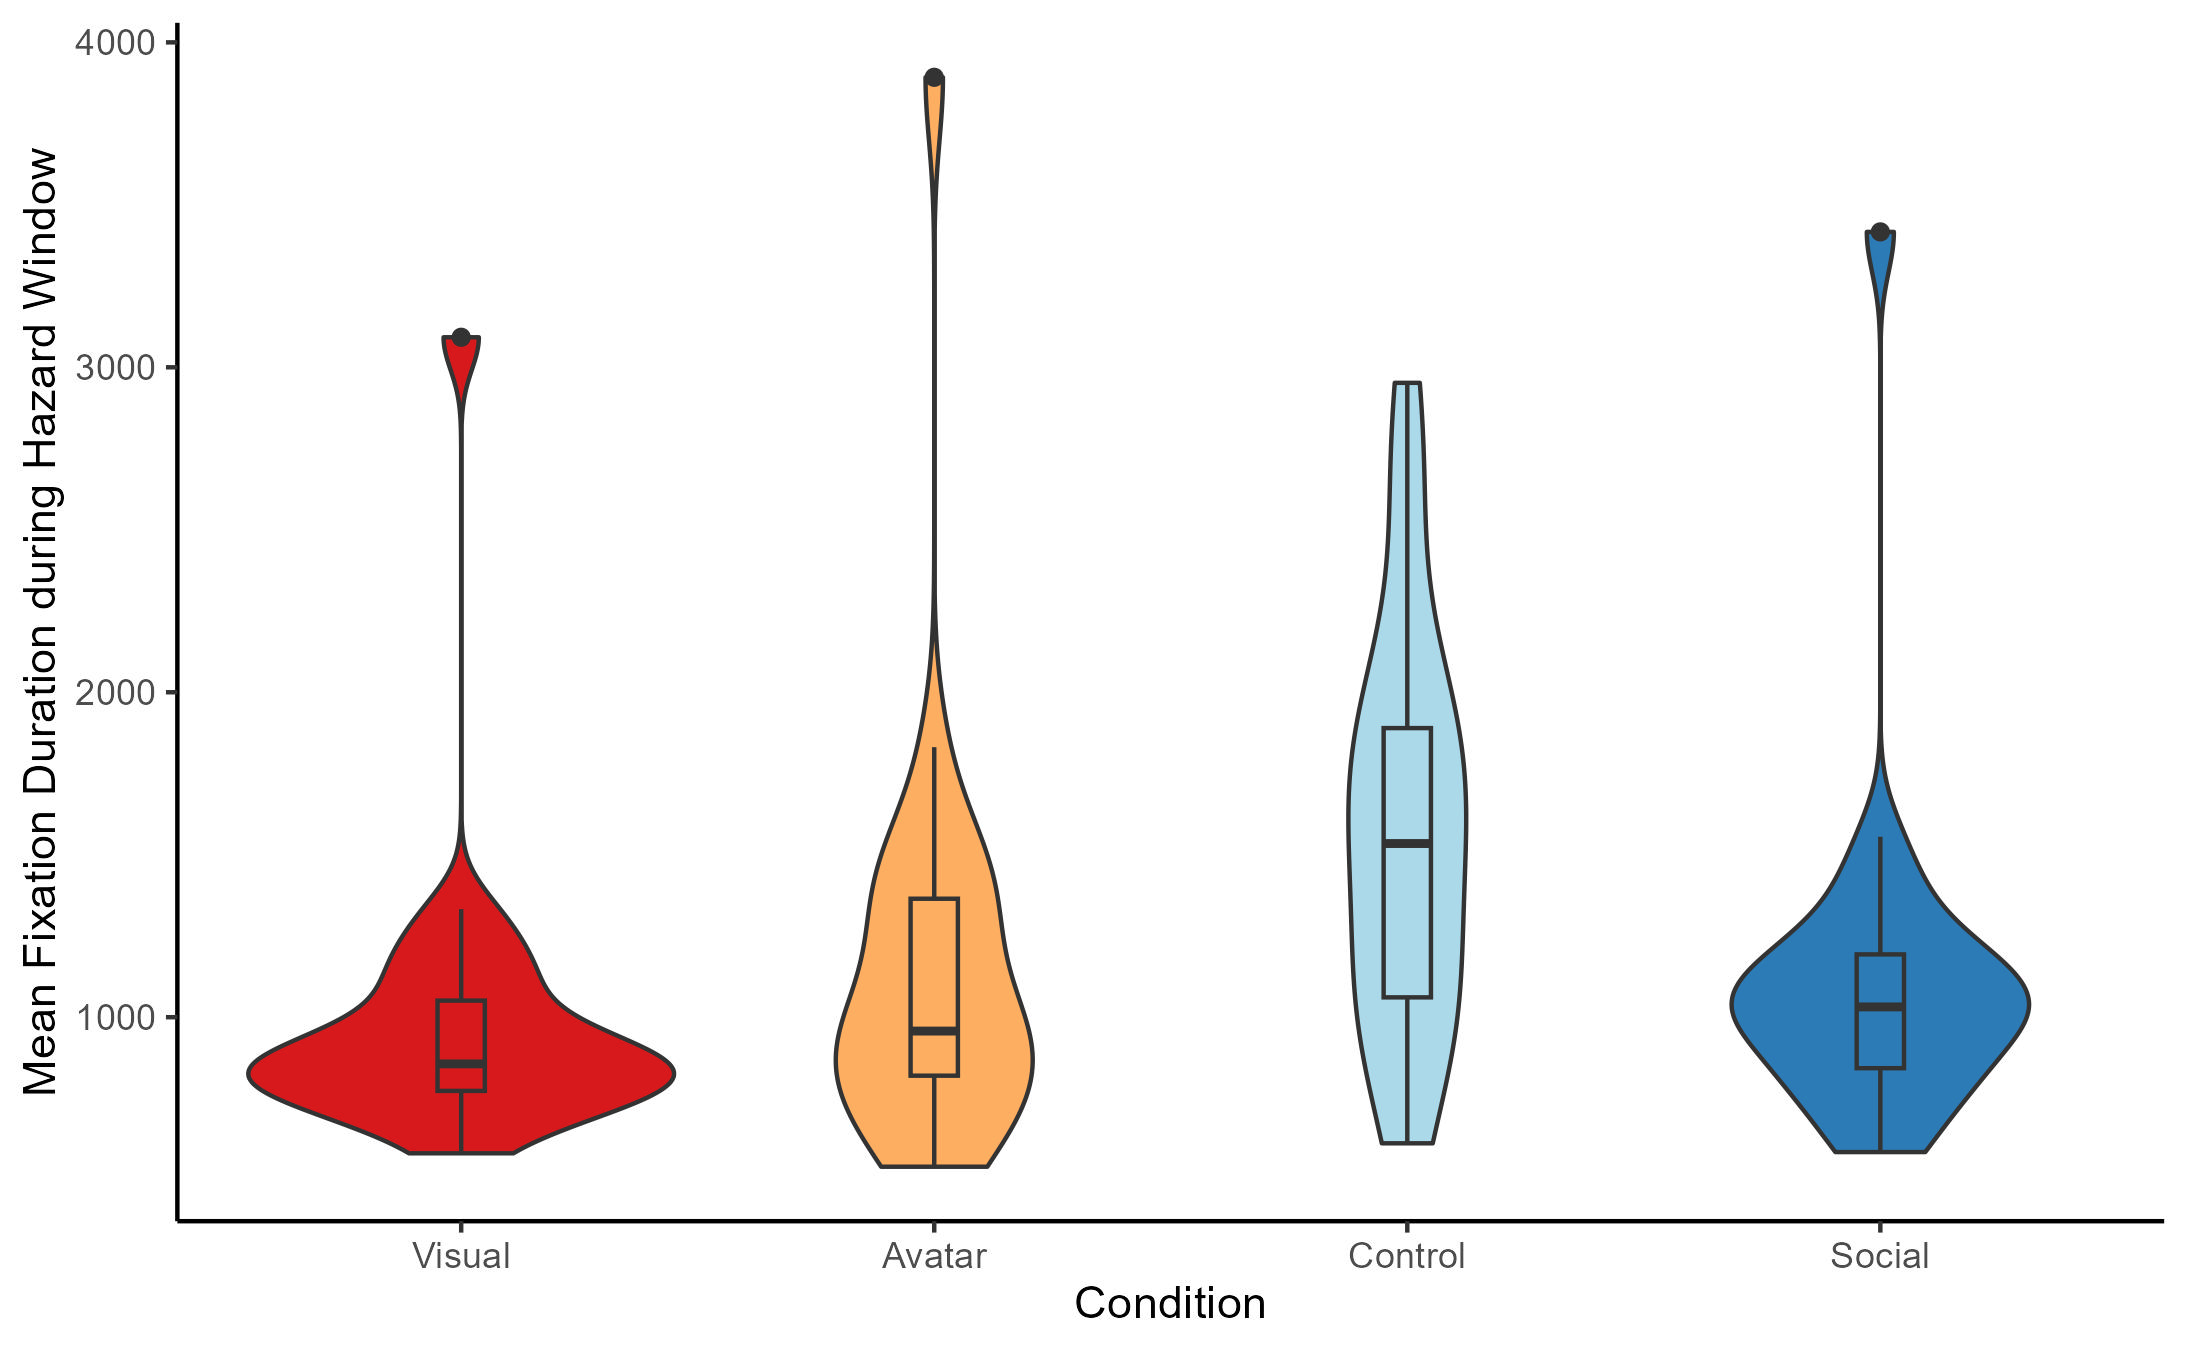 Mean Fixation Duration during Hazard Window
4000
3000
2000
1000
Visual
Avatar
Control
Social
Condition